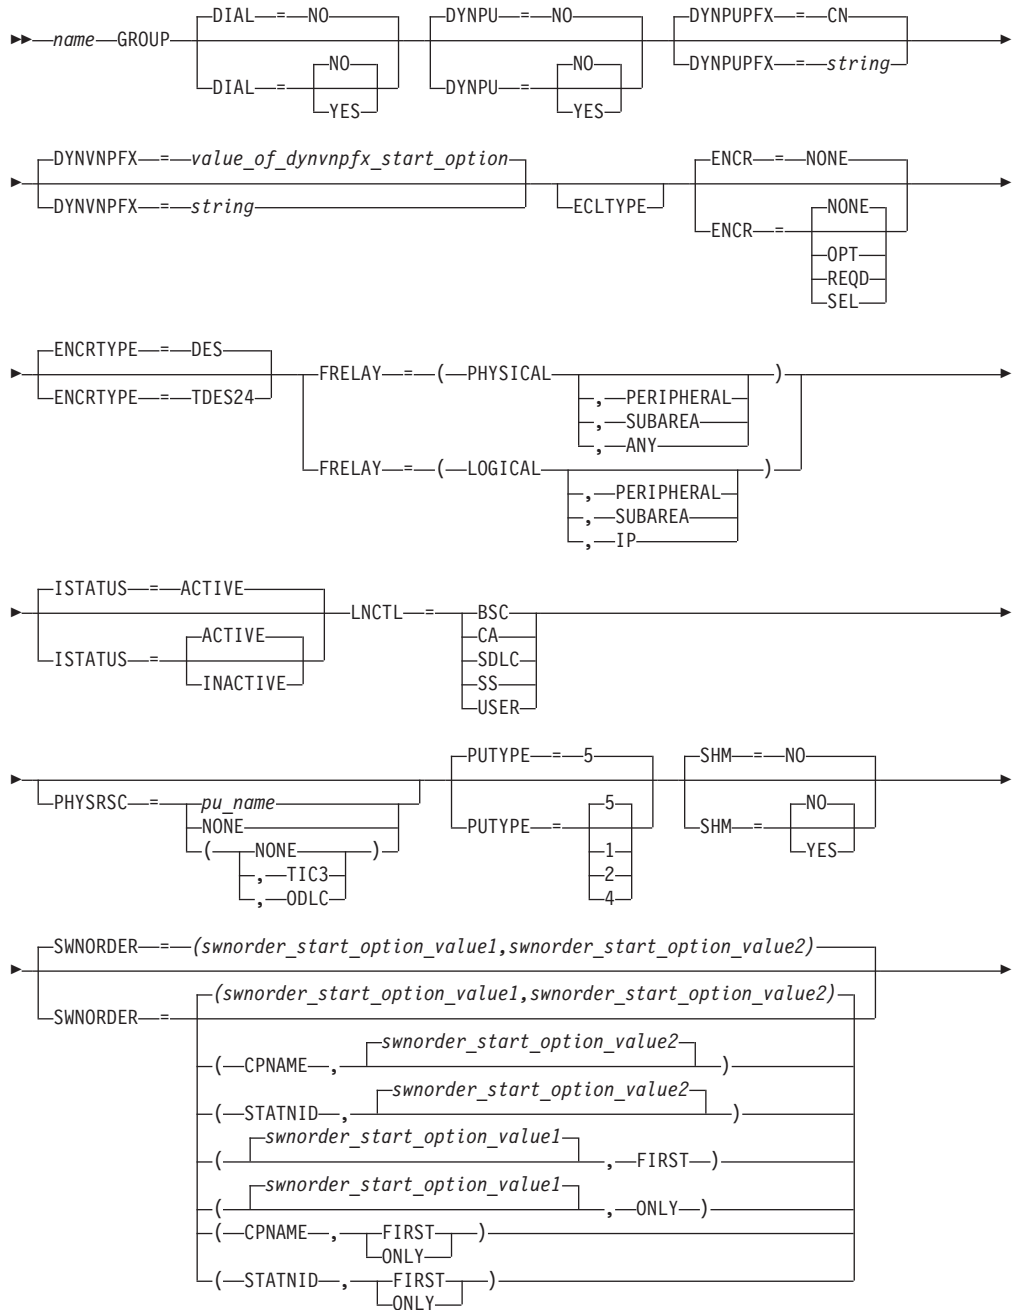 DIAL = NO DYNPU = NO DYNPUPFX = CN
name GROUP
NO NO DYNPUPFX = string
DIAL = DYNPU =
YES YES
DYNVNPFX = value_of_dynvnpfx_start_option ENCR = NONE
DYNVNPFX = string ECLTYPE
NONE
ENCR =
OPT
REQD
SEL
ENCRTYPE = DES
FRELAY = ( PHYSICAL )
ENCRTYPE = TDES24 , PERIPHERAL
, SUBAREA
, ANY
FRELAY = ( LOGICAL )
, PERIPHERAL
, SUBAREA
, IP
ISTATUS = ACTIVE
LNCTL = BSC
ACTIVE CA
ISTATUS = SDLC
INACTIVE SS
USER
PUTYPE = 5 SHM = NO
PHYSRSC = pu_name 5 NO
NONE PUTYPE = SHM =
( NONE ) 1 YES
, TIC3 2
, ODLC 4
SWNORDER = (swnorder_start_option_value1,swnorder_start_option_value2)
(swnorder_start_option_value1,swnorder_start_option_value2)
SWNORDER =
swnorder_start_option_value2
( CPNAME , )
swnorder_start_option_value2
( STATNID , )
swnorder_start_option_value1
( , FIRST )
swnorder_start_option_value1
( , ONLY )
( CPNAME , FIRST )
ONLY
( STATNID , FIRST )
ONLY